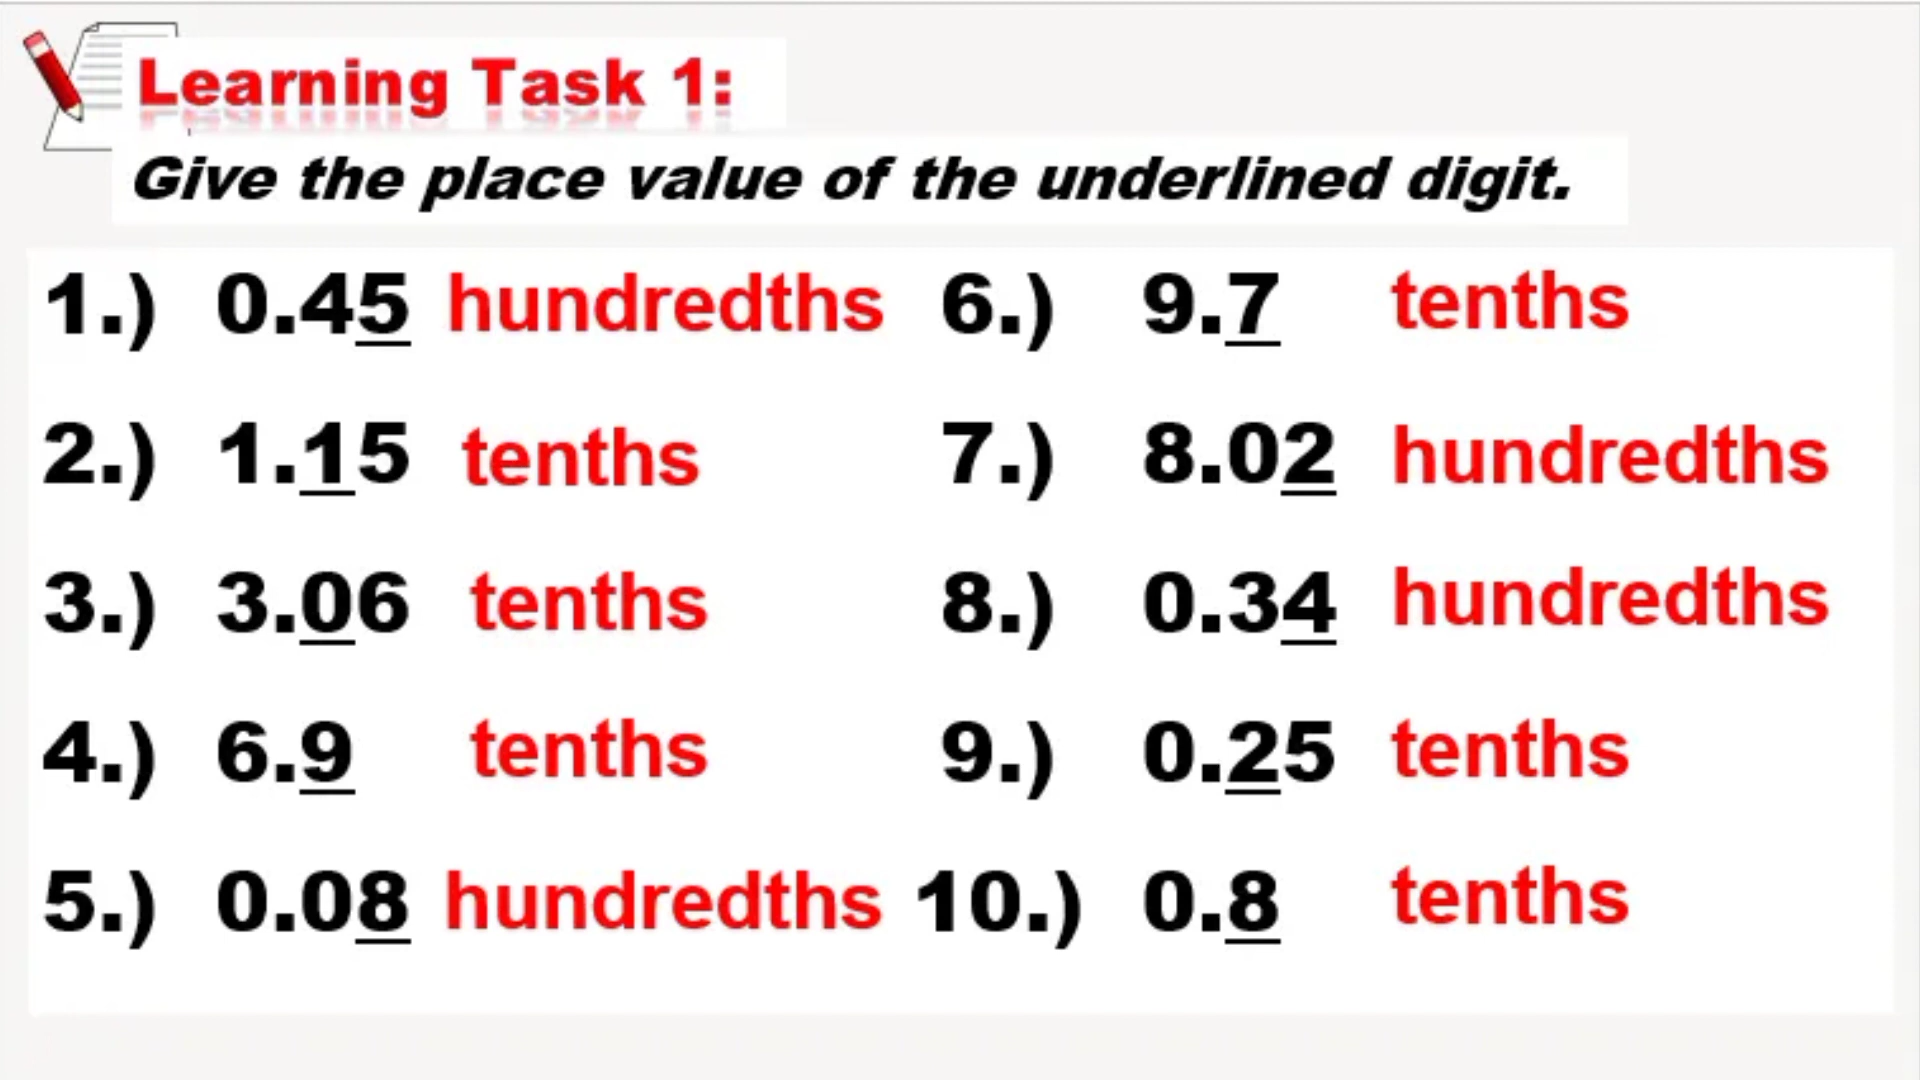 Learning Task 1:
Give the place value of the underlined digit.
1.) 0.45 hundredths 6.) 9.7 tenths
2.) 1.15 tenths 7.) 8.02 hundredths
3.) 3.06 tenths 8.) 0.34 hundredths
4.) 6.9 tenths 9.) 0.25 tenths
5.) 0.08 hundredths 10.) 0.8 tenths